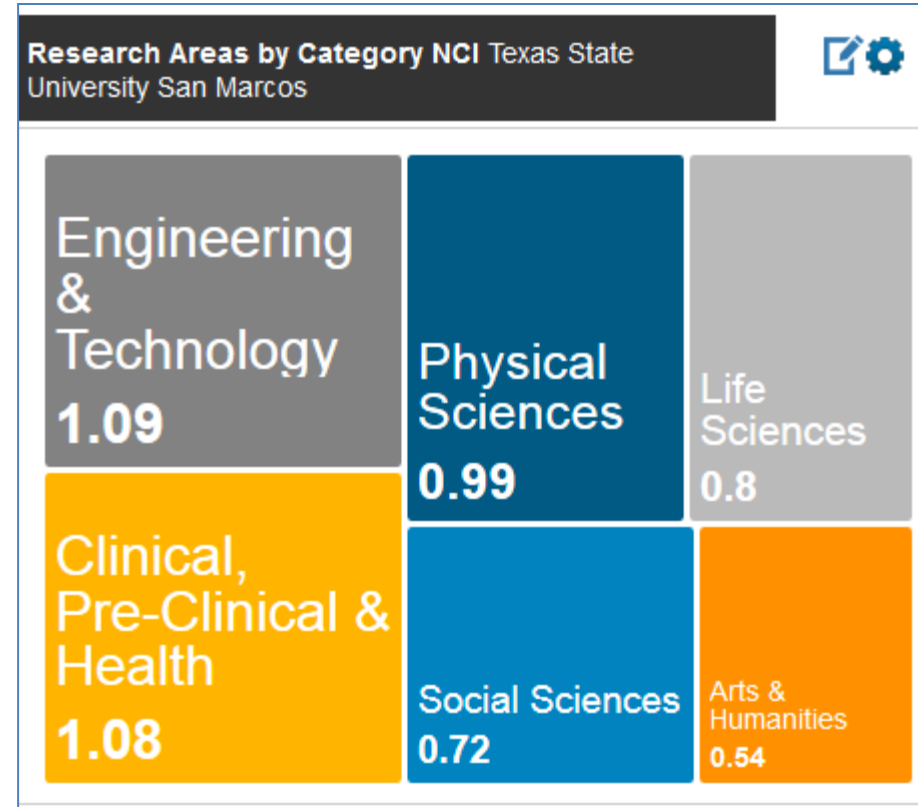 Research Areas by Category NCI Texas State
University San Marcos
Engineering
&
Technology
1.09
Physical
Sciences
0.99
Life
Sciences
0.8
Clinical,
Pre-Clinical &
Health
1.08
Social Sciences
0.72
Arts &
Humanities
0.54